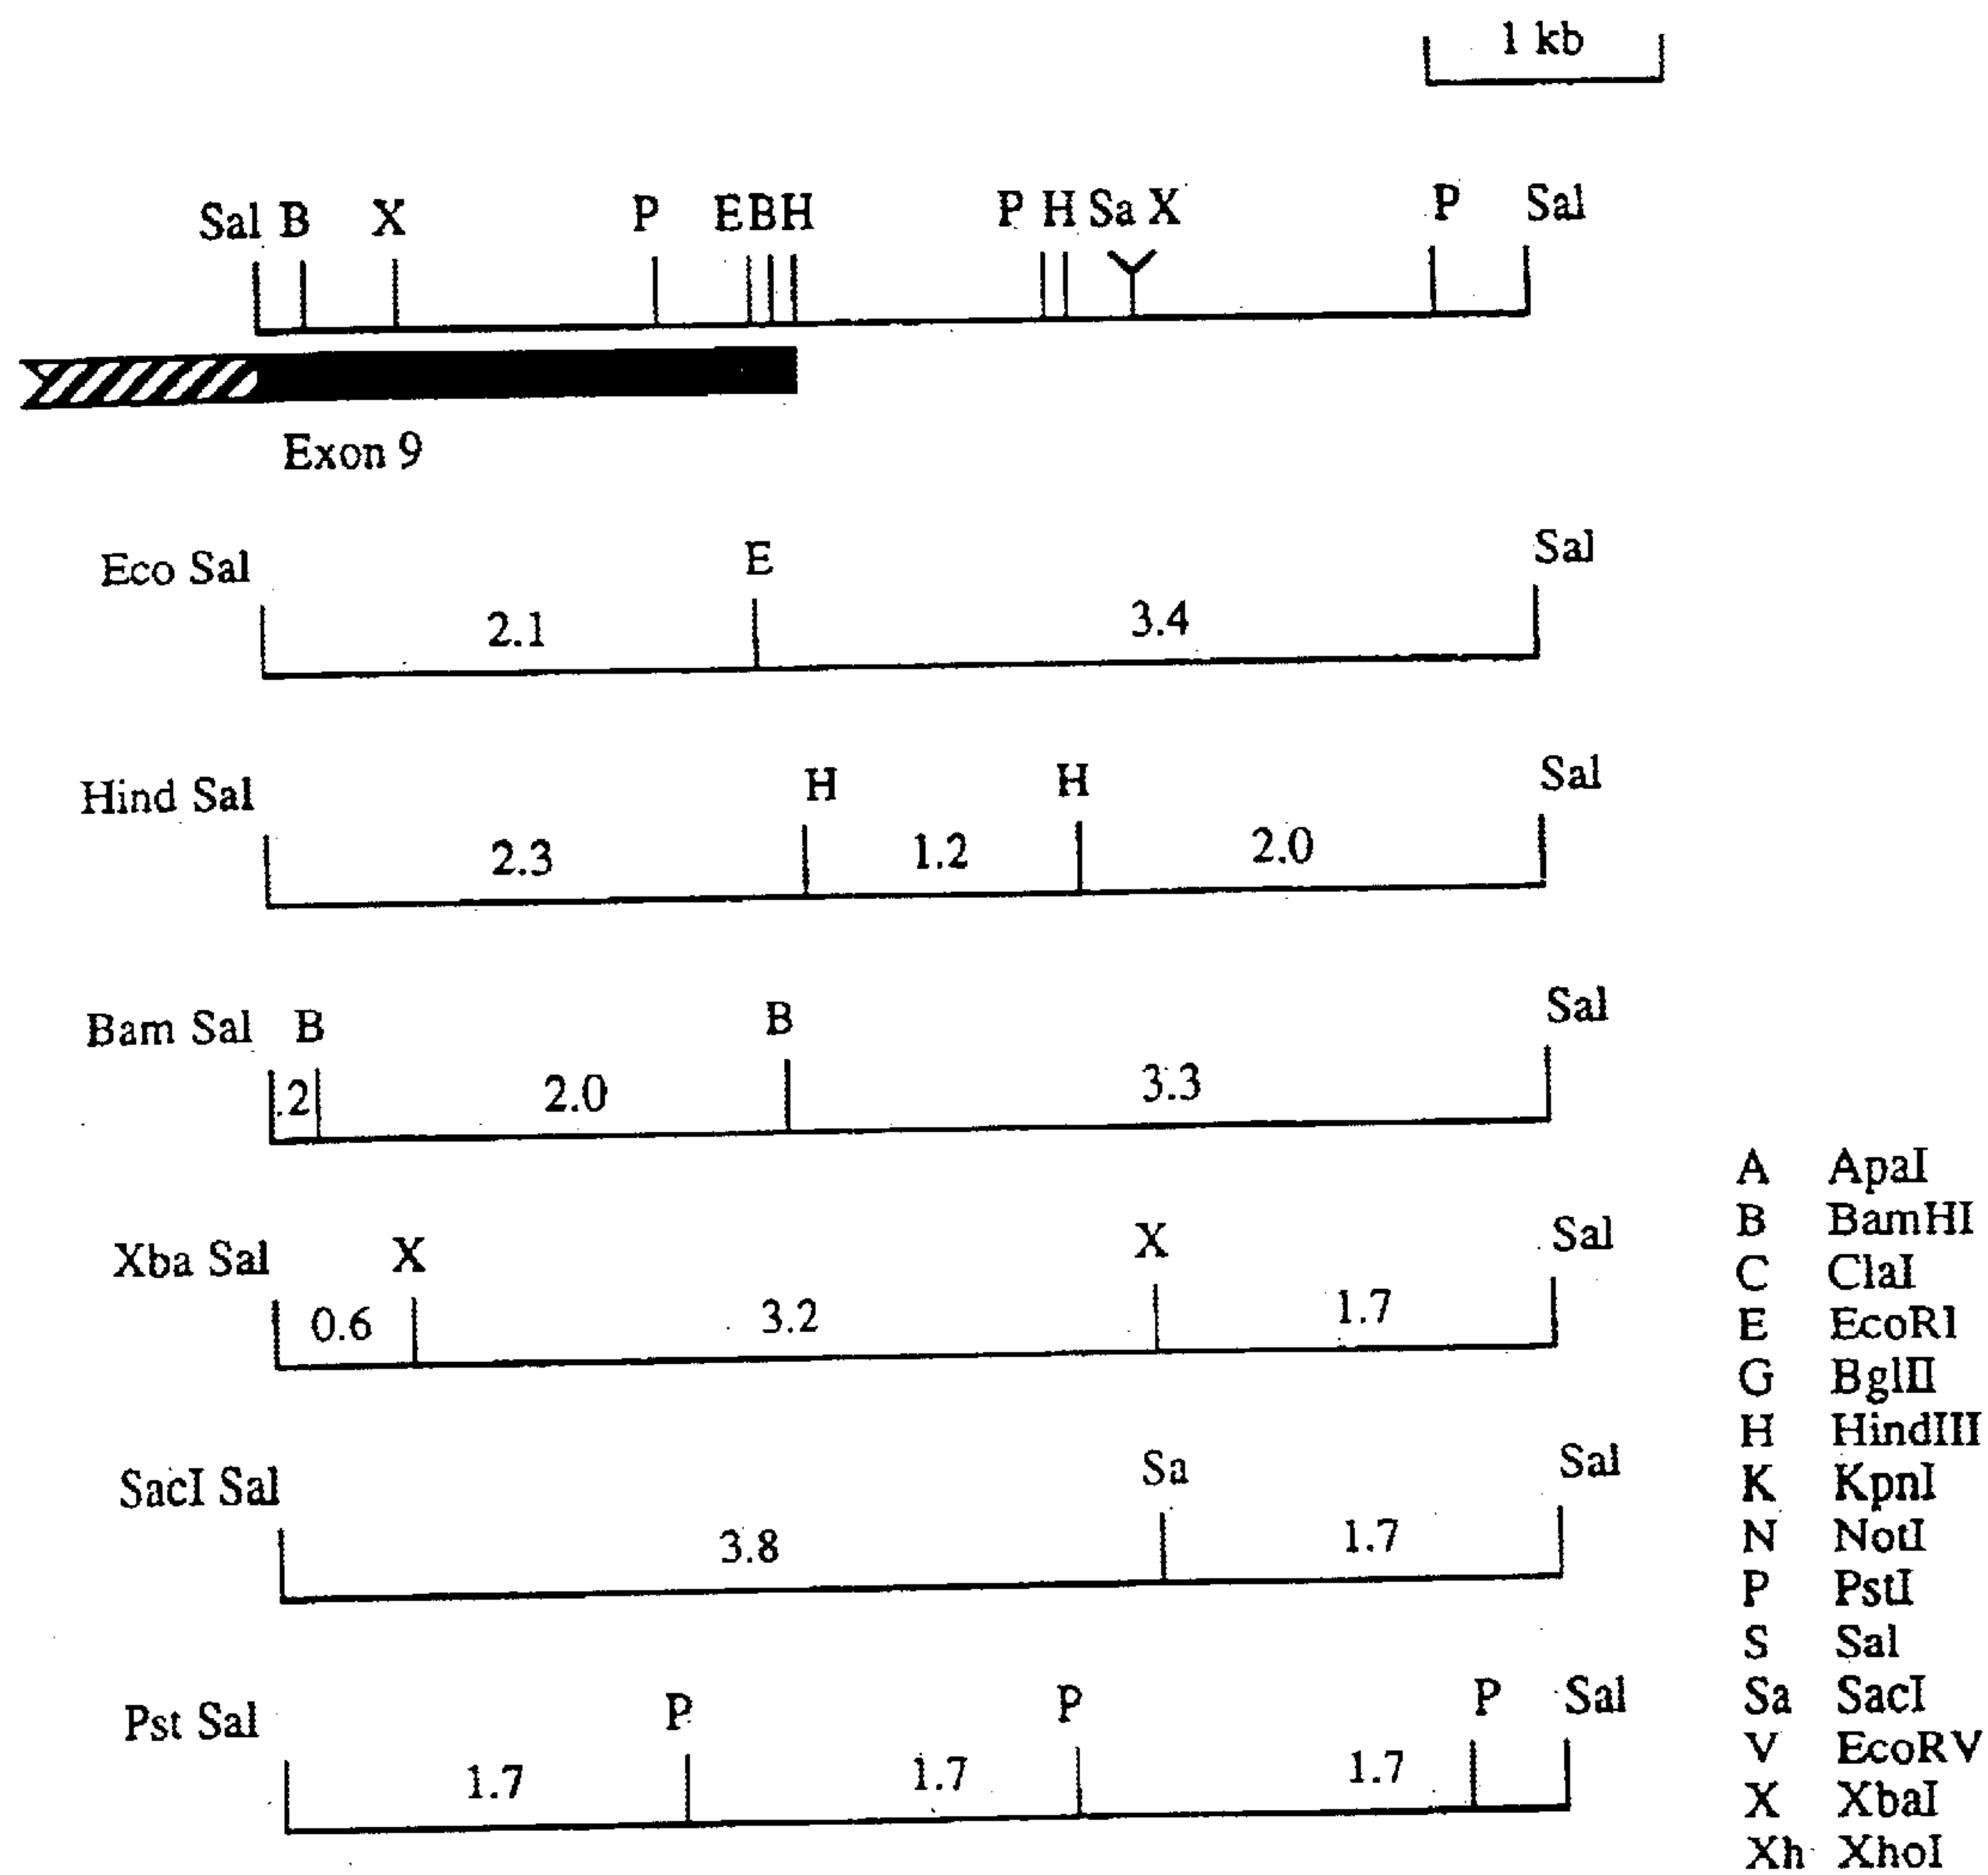 1 kb
Sal B X P E B H P H Sa X P Sal
Exon 9
Eco Sal E Sal
2.1 3.4
Hind Sal H H Sal
2.3 1.2 2.0
Bam Sal B B Sal
.2 2.0 3.3
Xba Sal X X Sal
0.6 3.2 1.7
SacI Sal Sa Sal
3.8 1.7
Pst Sal P P P Sal
1.7 1.7 1.7
A ApaI
B BamHI
C ClaI
E EcoRI
G BglII
H HindIII
K KpnI
N NotI
P PstI
S Sal
Sa SacI
V EcoRV
X XbaI
Xh XhoI